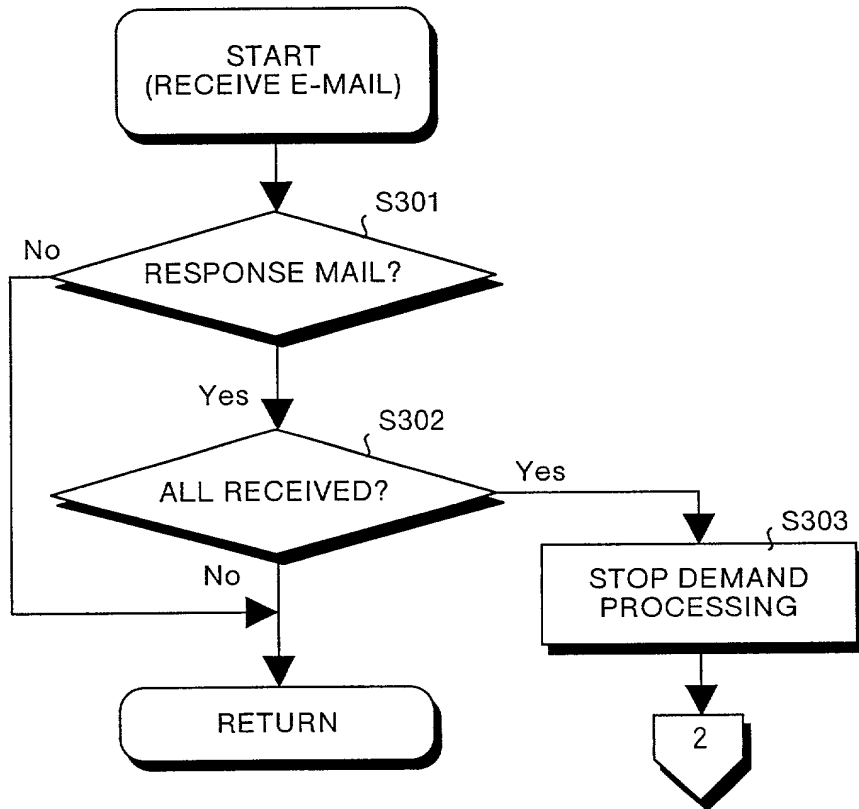 START
(RECEIVE E-MAIL)
S301
No
RESPONSE MAIL?
Yes
S302
ALL RECEIVED?
Yes
S303
No
STOP DEMAND
PROCESSING
RETURN
2